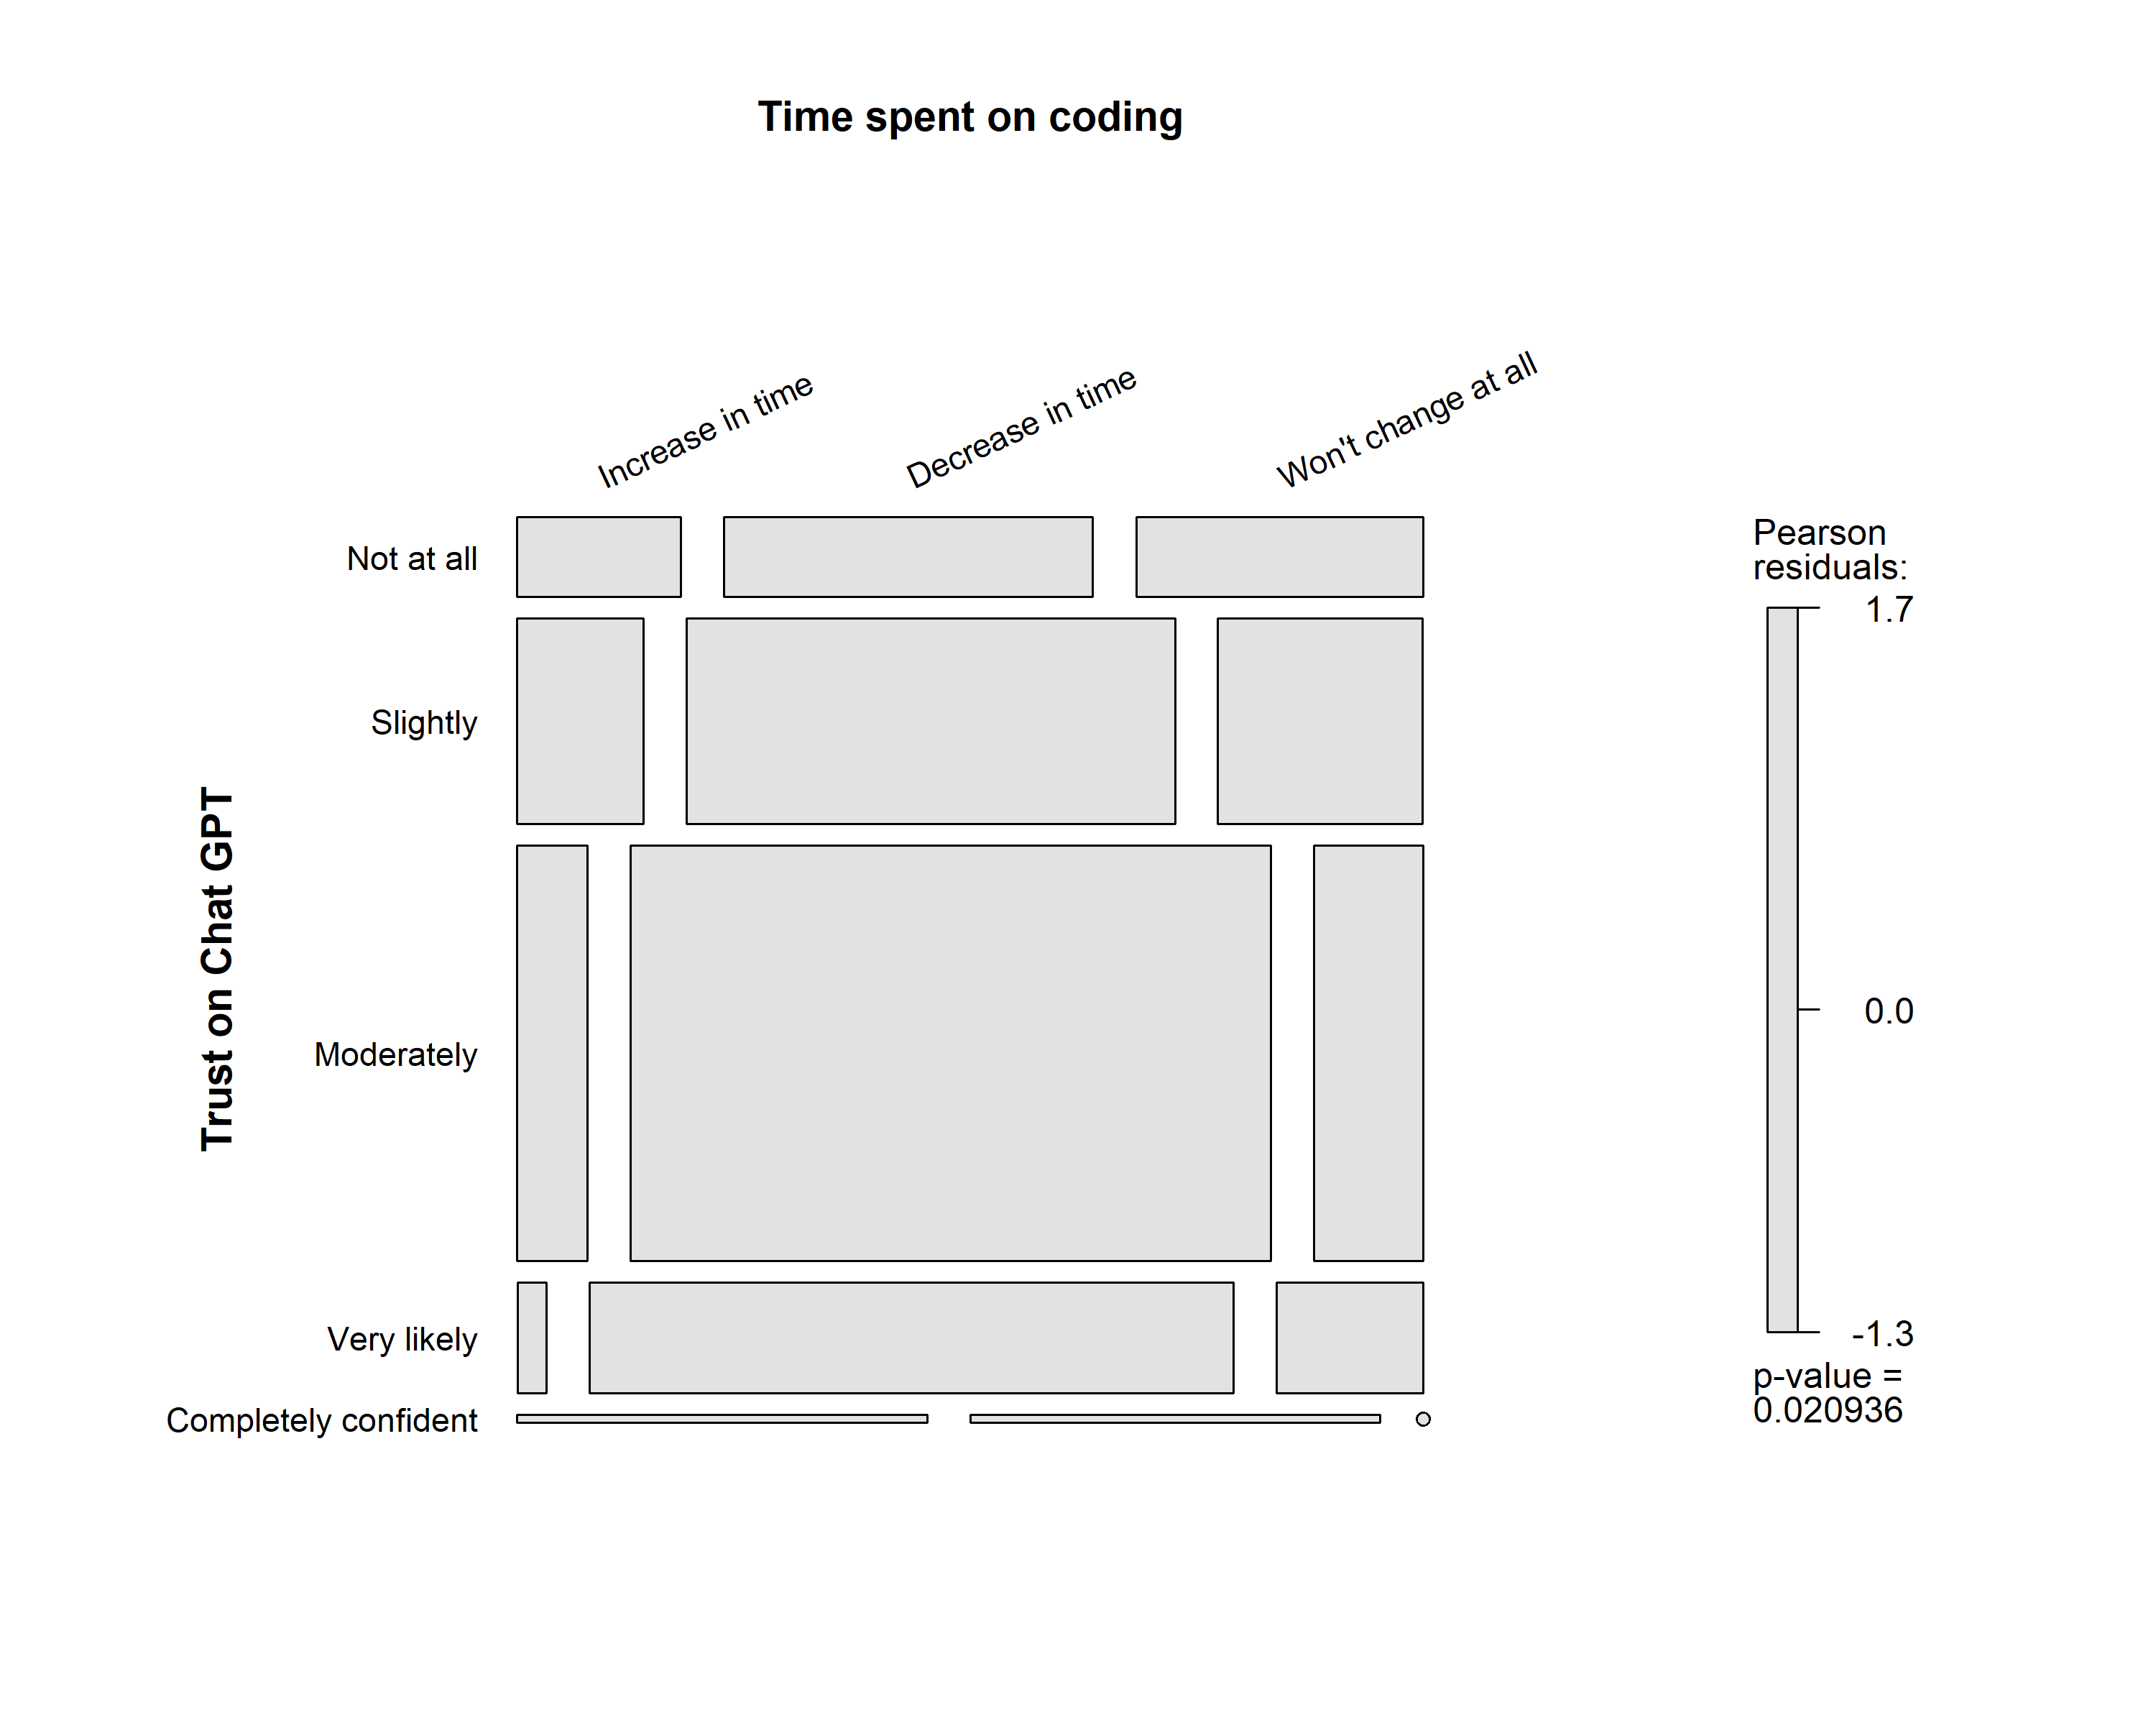 Time spent on coding
Increase in time
Decrease in time
Won't change at all
Trust on Chat GPT
Not at all
Slightly
Moderately
Very likely
Completely confident
Pearson
residuals:
1.7
0.0
-1.3
p-value =
0.020936